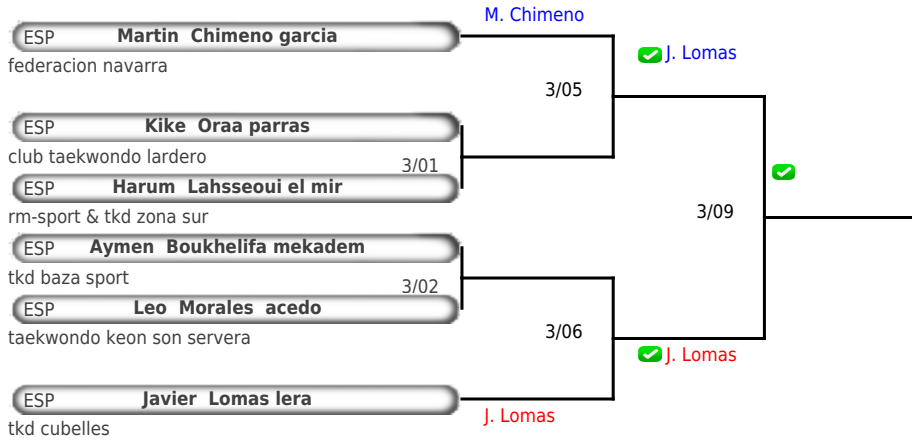 M. Chimeno
ESP Martin Chimeno garcia
federacion navarra
J. Lomas
3/05
ESP Kike Oraa parras
club taekwondo lardero
3/01
ESP Harum Lahsseoui el mir
rm-sport & tkd zona sur
3/09
ESP Aymen Boukhelifa mekadem
tkd baza sport
3/02
ESP Leo Morales acedo
taekwondo keon son servera
3/06
J. Lomas
ESP Javier Lomas lera
J. Lomas
tkd cubelles